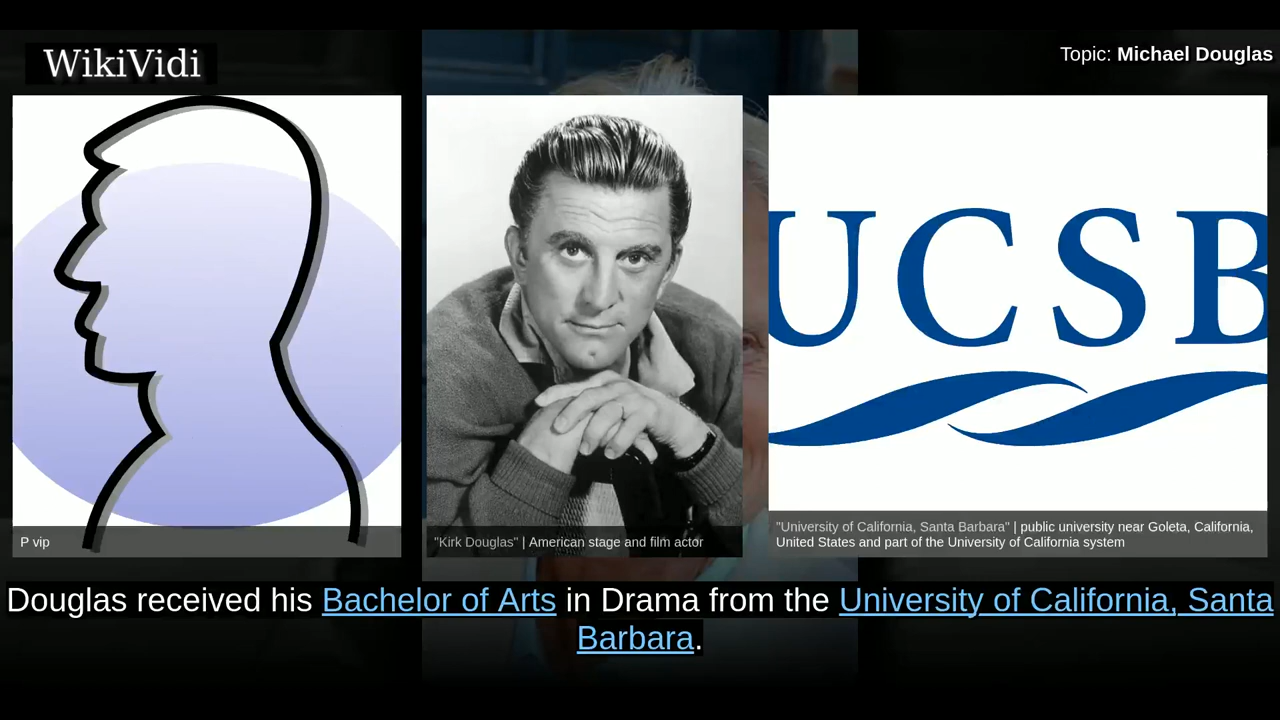 WikiVidi
Topic: Michael Douglas
UCSB
P vip
"Kirk Douglas" | American stage and film actor
"University of California, Santa Barbara" | public university near Goleta, California,
United States and part of the University of California system
Douglas received his Bachelor of Arts in Drama from the University of California, Santa
Barbara.